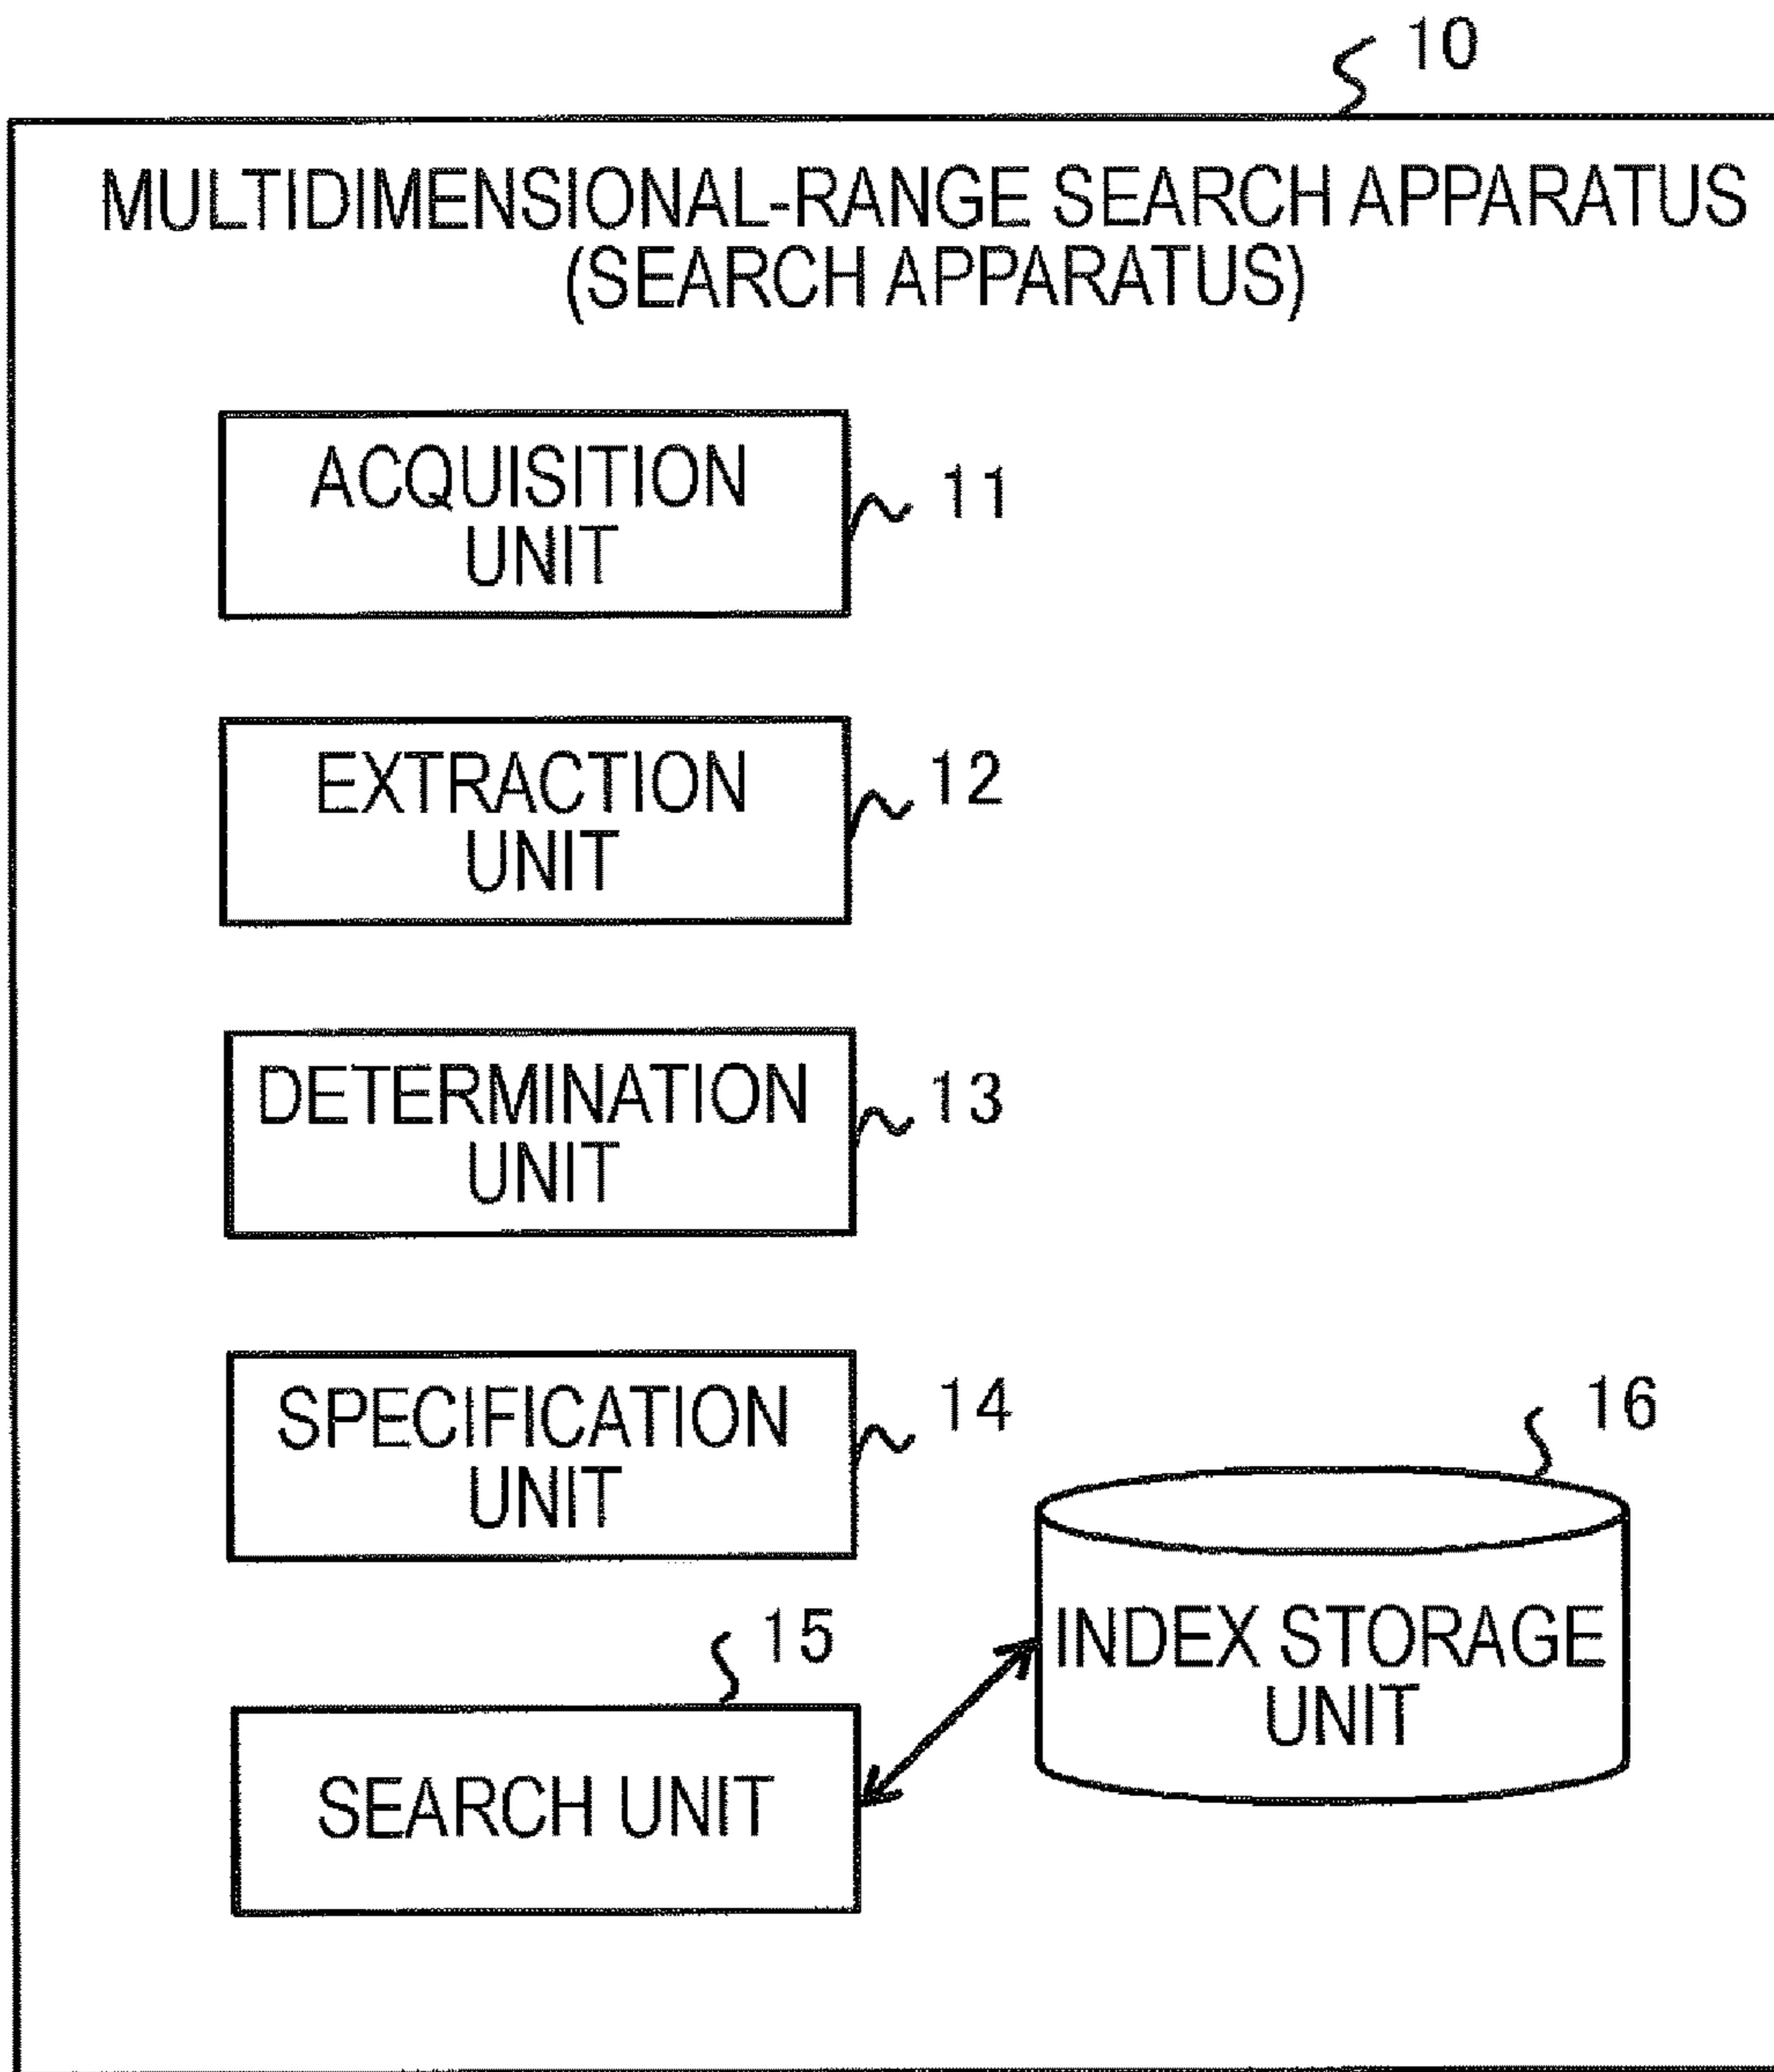 10
MULTIDIMENSIONAL-RANGE SEARCH APPARATUS
(SEARCH APPARATUS)
ACQUISITION
UNIT
11
EXTRACTION
UNIT
12
DETERMINATION
UNIT
13
SPECIFICATION
UNIT
14
16
INDEX STORAGE
UNIT
15
SEARCH UNIT